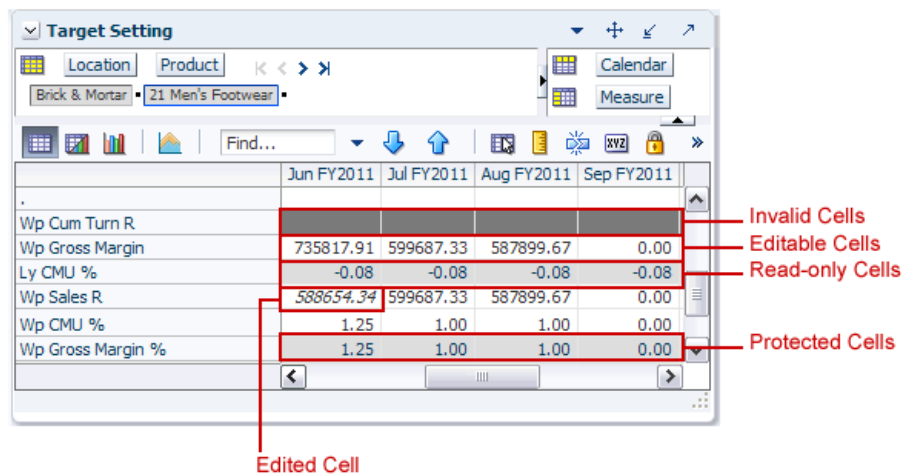 Target Setting
Location Product Calendar
Brick & Mortar 21 Men's Footwear Measure
Find... XYZ
Jun FY2011 Jul FY2011 Aug FY2011 Sep FY2011
.
Wp Cum Turn R Invalid Cells
Wp Gross Margin 735817.91 599687.33 587899.67 0.00 Editable Cells
Ly CMU % -0.08 -0.08 -0.08 -0.08 Read-only Cells
Wp Sales R 588654.34 599687.33 587899.67 0.00
Wp CMU % 1.25 1.00 1.00 0.00
Wp Gross Margin % 1.25 1.00 1.00 0.00 Protected Cells
Edited Cell